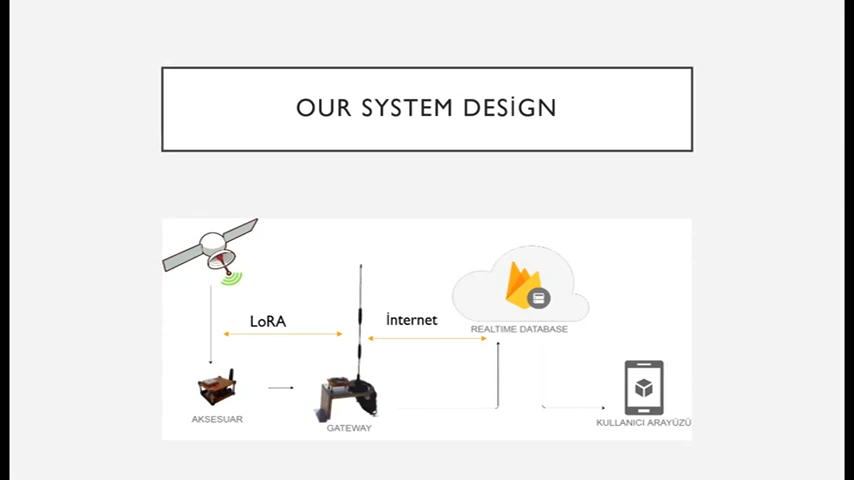 OUR SYSTEM DESİGN
LoRA
İnternet
REALTIME DATABASE
AKSESUAR
GATEWAY
KULLANICI ARAYÜZÜ